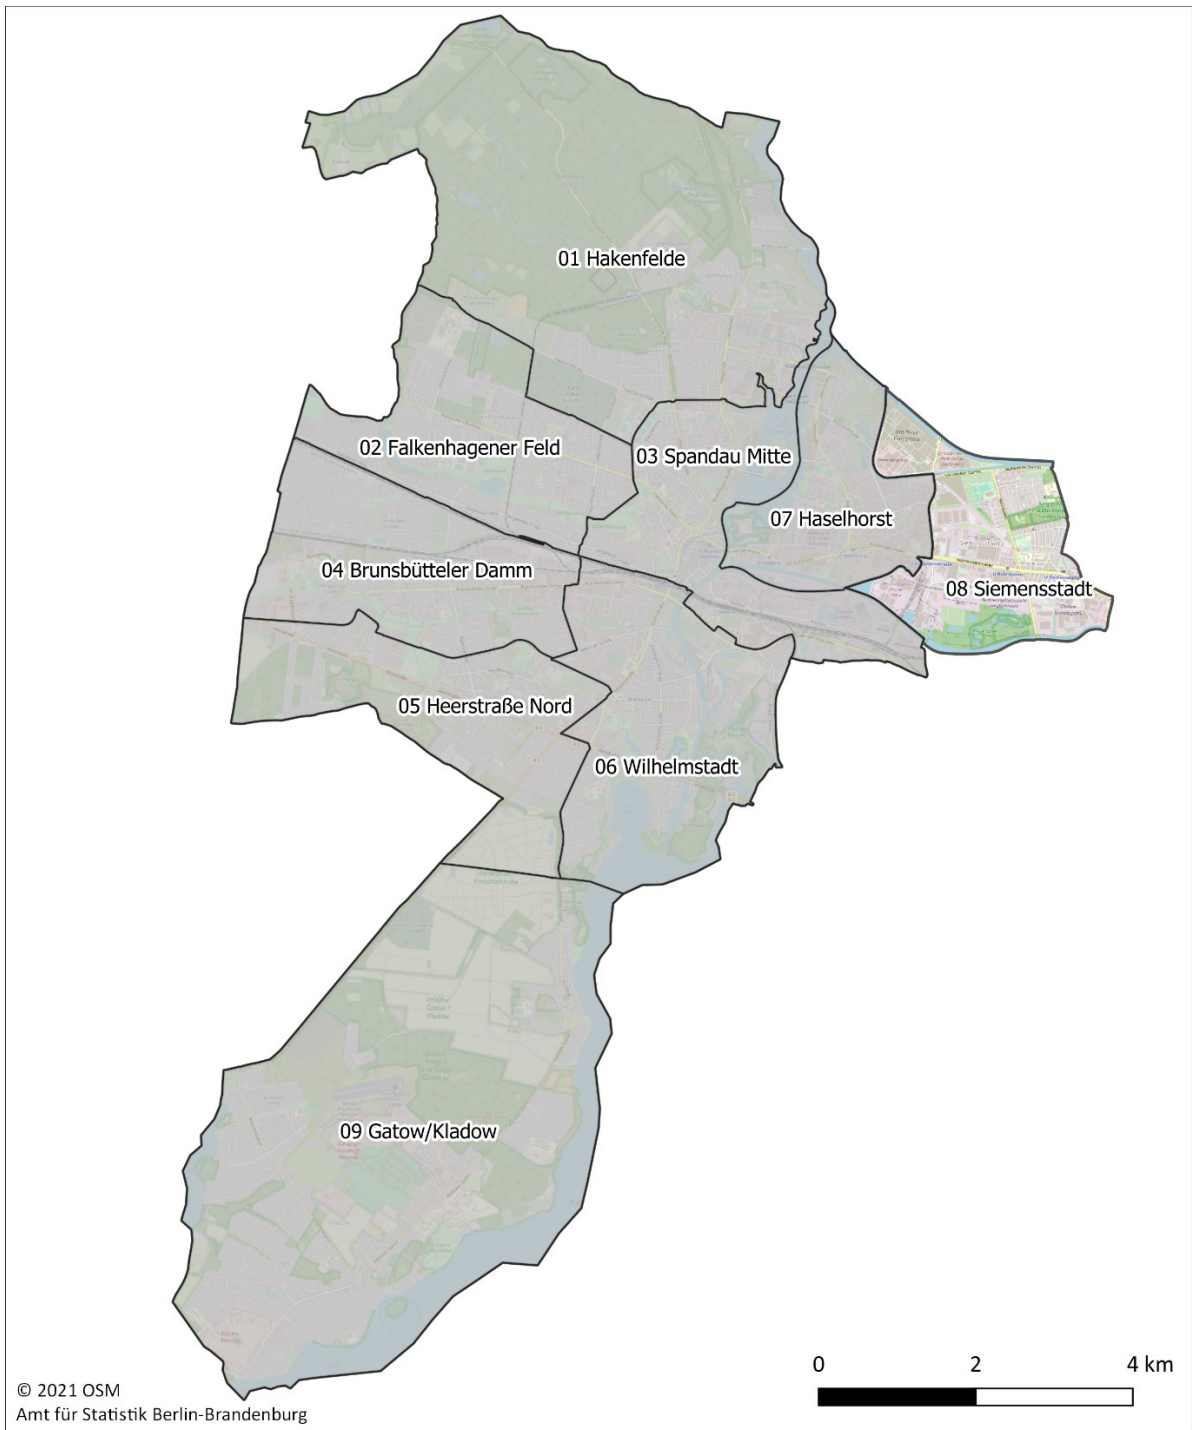 01 Hakenfelde
02 Falkenhagener Feld
03 Spandau Mitte
07 Haselhorst
04 Brunsbütteler Damm
08 Siemensstadt
05 Heerstraße Nord
06 Wilhelmstadt
09 Gatow/Kladow
0 2 4 km
© 2021 OSM
Amt für Statistik Berlin-Brandenburg